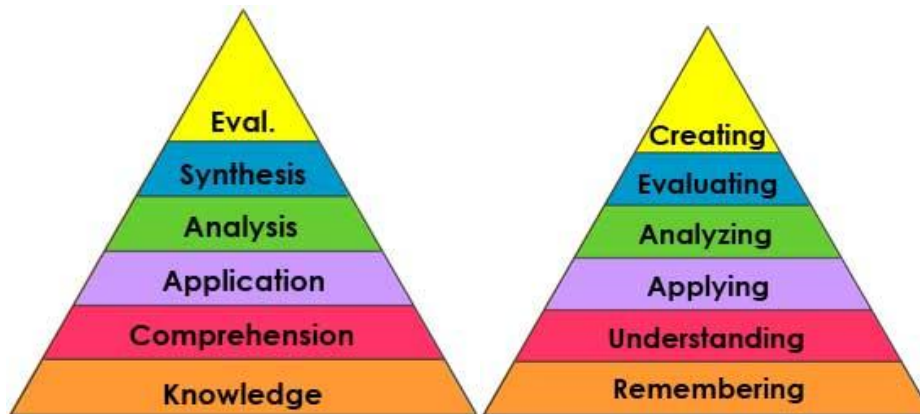 Eval.
Synthesis
Analysis
Application
Comprehension
Knowledge
Creating
Evaluating
Analyzing
Applying
Understanding
Remembering